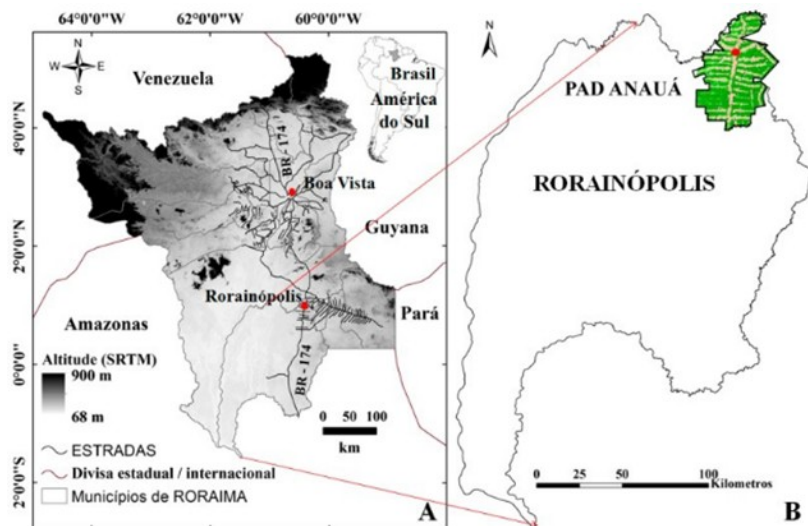 64°0'0"W
62°0'0"W
60°0'0"W
N
W
E
S
Venezuela
Brasil
América
do Sul
4°0'0"N
BR - 174
Boa Vista
Guyana
2°0'0"N
Rorainópolis
Pará
Amazonas
Altitude (SRTM)
900 m
68 m
0°0'0"
BR - 174
0 50 100
km
ESTRADAS
Divisa estadual / internacional
Municípios de RORAIMA
2°0'0"S
A
N
PAD ANAUÁ
RORAINÓPOLIS
0 25 50 100
Kilometros
B